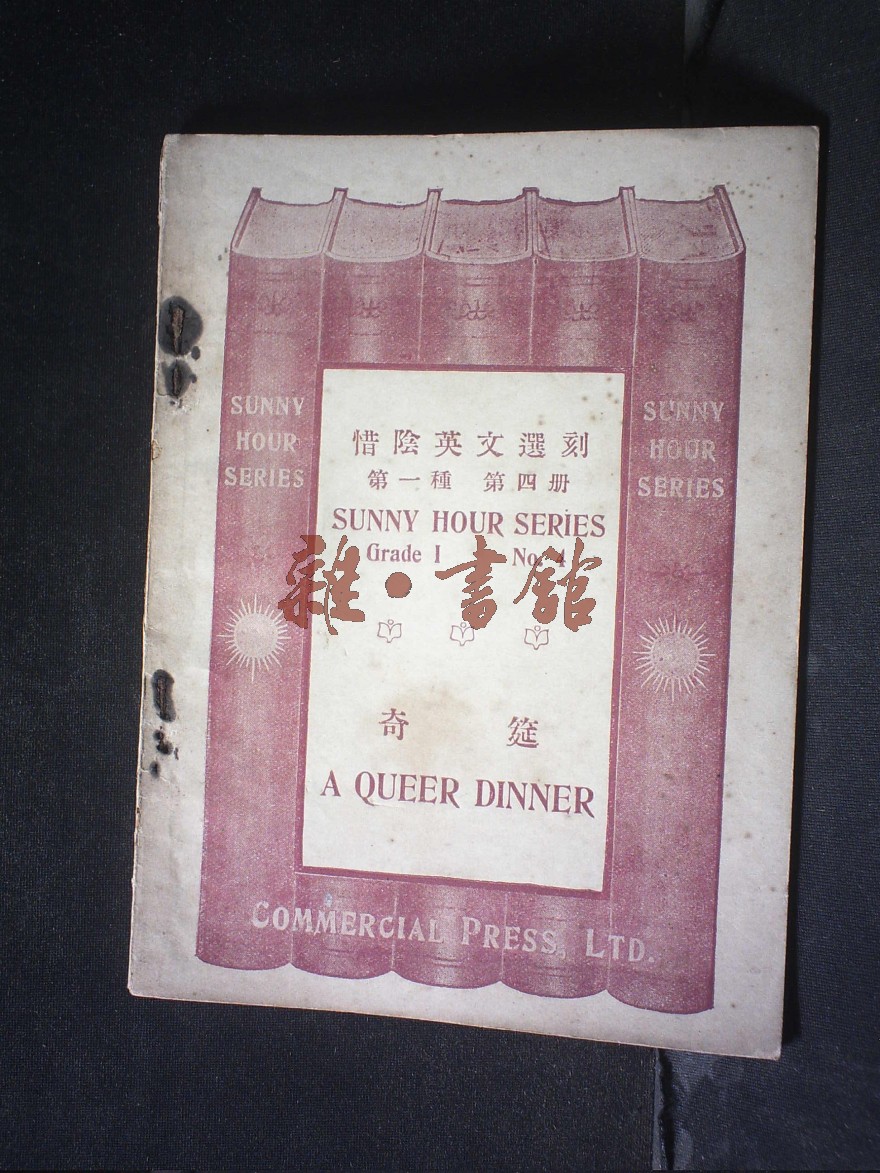 SUNNY
HOUR
SERIES
SUNNY
HOUR
SERIES
惜陰英文選刻
第一種 第四册
SUNNY HOUR SERIES
Grade I No. 4
雜·書館
奇筵
A QUEER DINNER
COMMERCIAL PRESS, LTD.